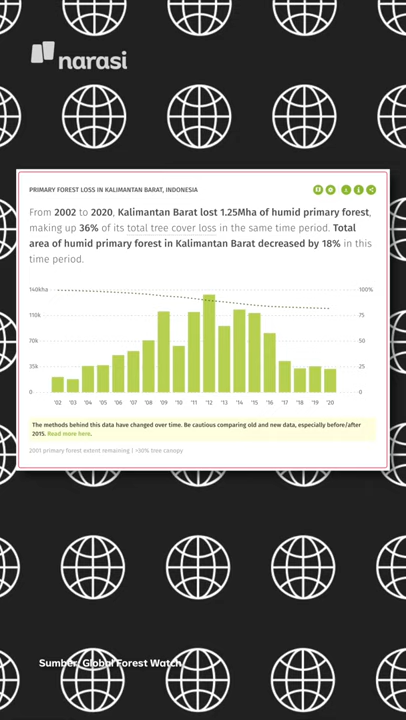 narasi
PRIMARY FOREST LOSS IN KALIMANTAN BARAT, INDONESIA
From 2002 to 2020, Kalimantan Barat lost 1.25Mha of humid primary forest,
making up 36% of its total tree cover loss in the same time period. Total
area of humid primary forest in Kalimantan Barat decreased by 18% in this
time period.
140kha 100%
110k 75
70k 50
35k 25
0 0
'02 '03 '04 '05 '06 '07 '08 '09 '10 '11 '12 '13 '14 '15 '16 '17 '18 '19 '20
The methods behind this data have changed over time. Be cautious comparing old and new data, especially before/after
2015. Read more here.
2001 primary forest extent remaining | >30% tree canopy
Sumber: Global Forest Watch